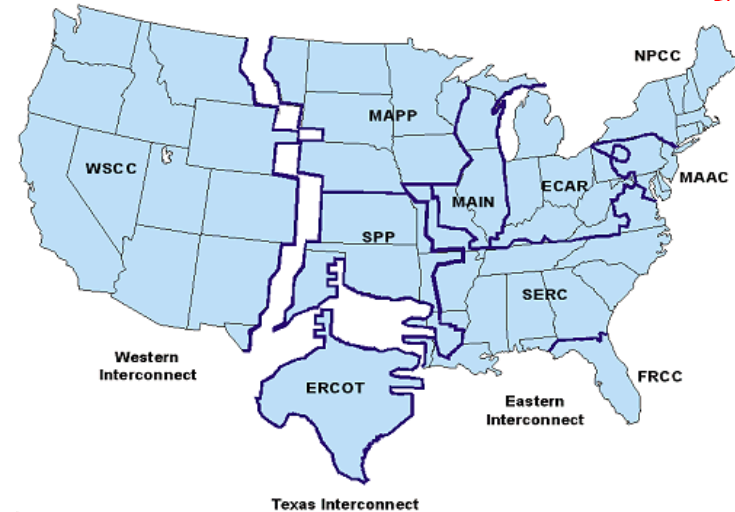 NPCC
MAPP
WSCC
MAAC
ECAR
MAIN
SPP
SERC
Western
Interconnect
FRCC
ERCOT
Eastern
Interconnect
Texas Interconnect